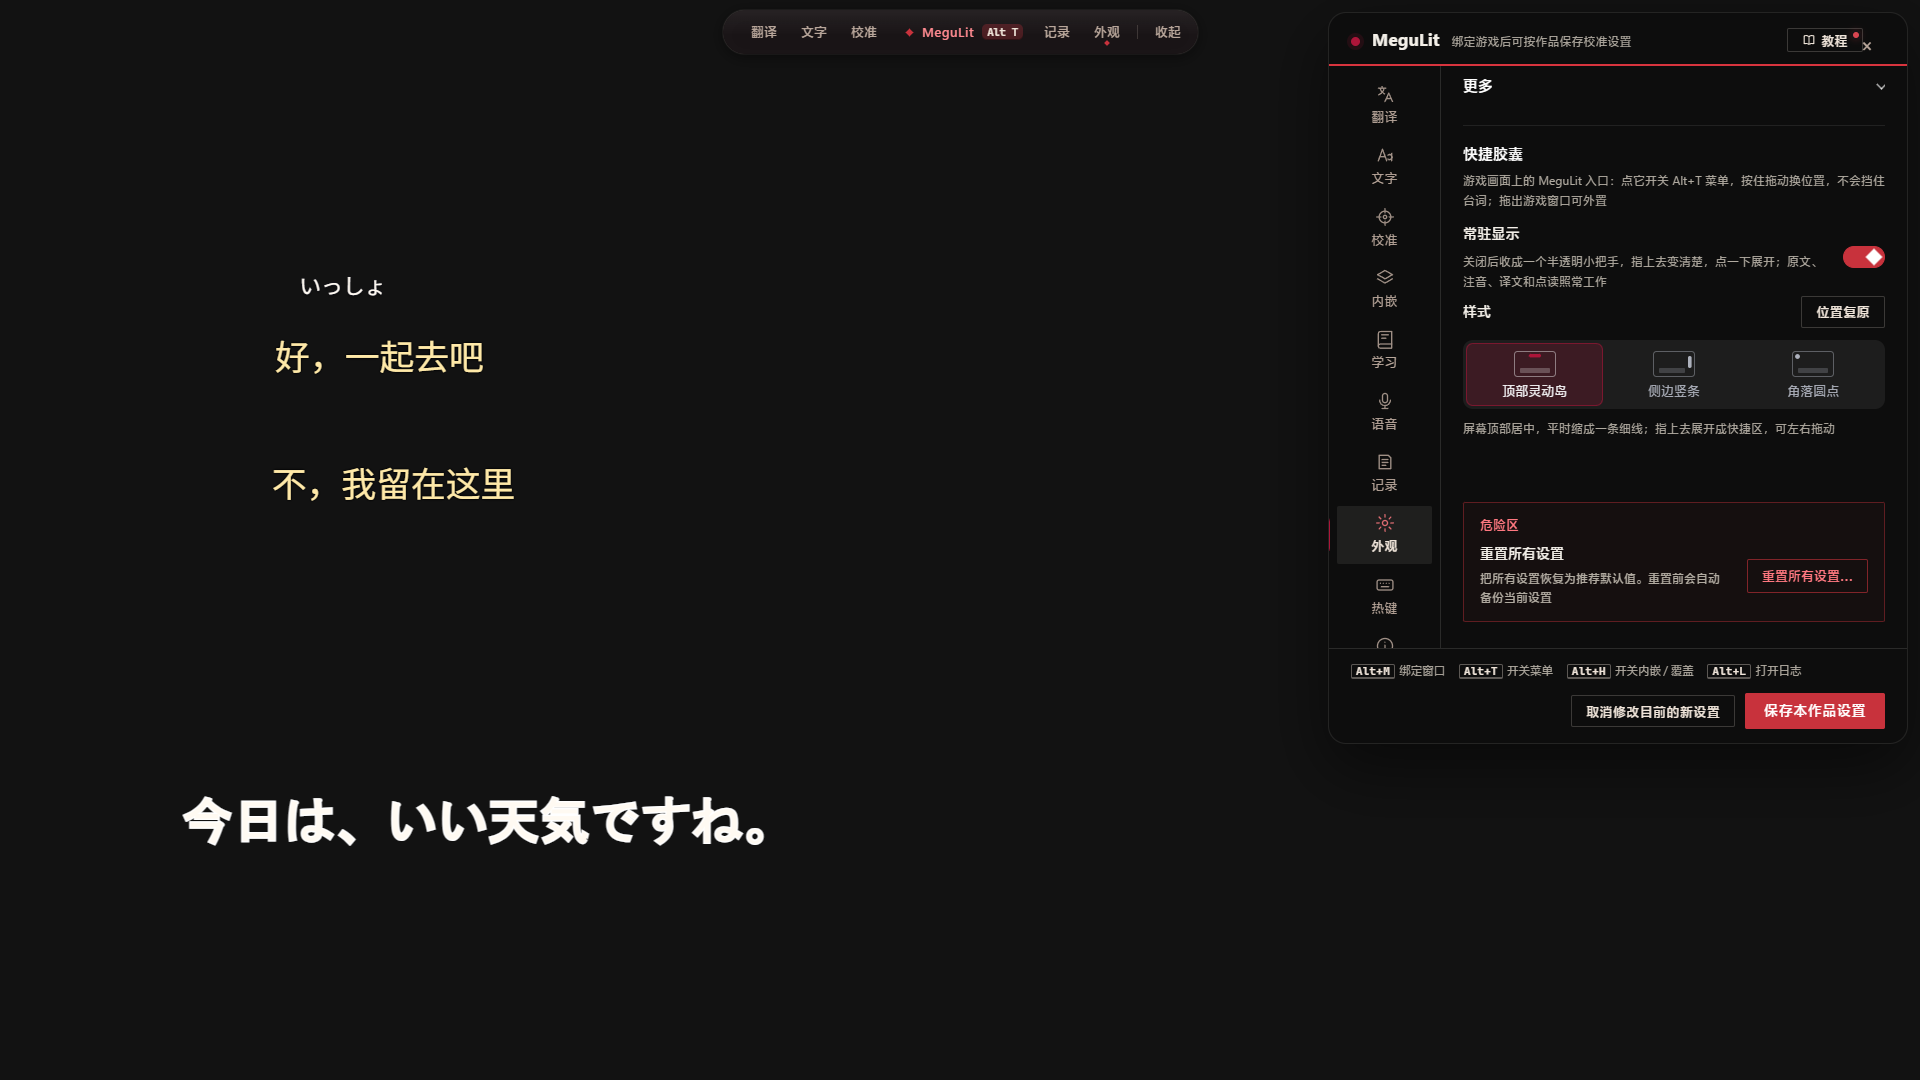 翻译 文字 校准 MeguLit Alt T 记录 外观 收起
いっしょ
好，一起去吧
不，我留在这里
今日は、いい天気ですね。
MeguLit 绑定游戏后可按作品保存校准设置 教程 ×
翻译
文字
校准
内嵌
学习
语音
记录
外观
热键
更多
快捷胶囊
游戏画面上的 MeguLit 入口：点它开关 Alt+T 菜单，按住拖动换位置，不会挡住
台词；拖出游戏窗口可外置
常驻显示
关闭后收成一个半透明小把手，指上去变清楚，点一下展开；原文、
注音、译文和点读照常工作
样式 位置复原
顶部灵动岛 侧边竖条 角落圆点
屏幕顶部居中，平时缩成一条细线；指上去展开成快捷区，可左右拖动
危险区
重置所有设置
把所有设置恢复为推荐默认值。重置前会自动
备份当前设置
重置所有设置...
Alt+M 绑定窗口 Alt+T 开关菜单 Alt+H 开关内嵌 / 覆盖 Alt+L 打开日志
取消修改目前的新设置 保存本作品设置